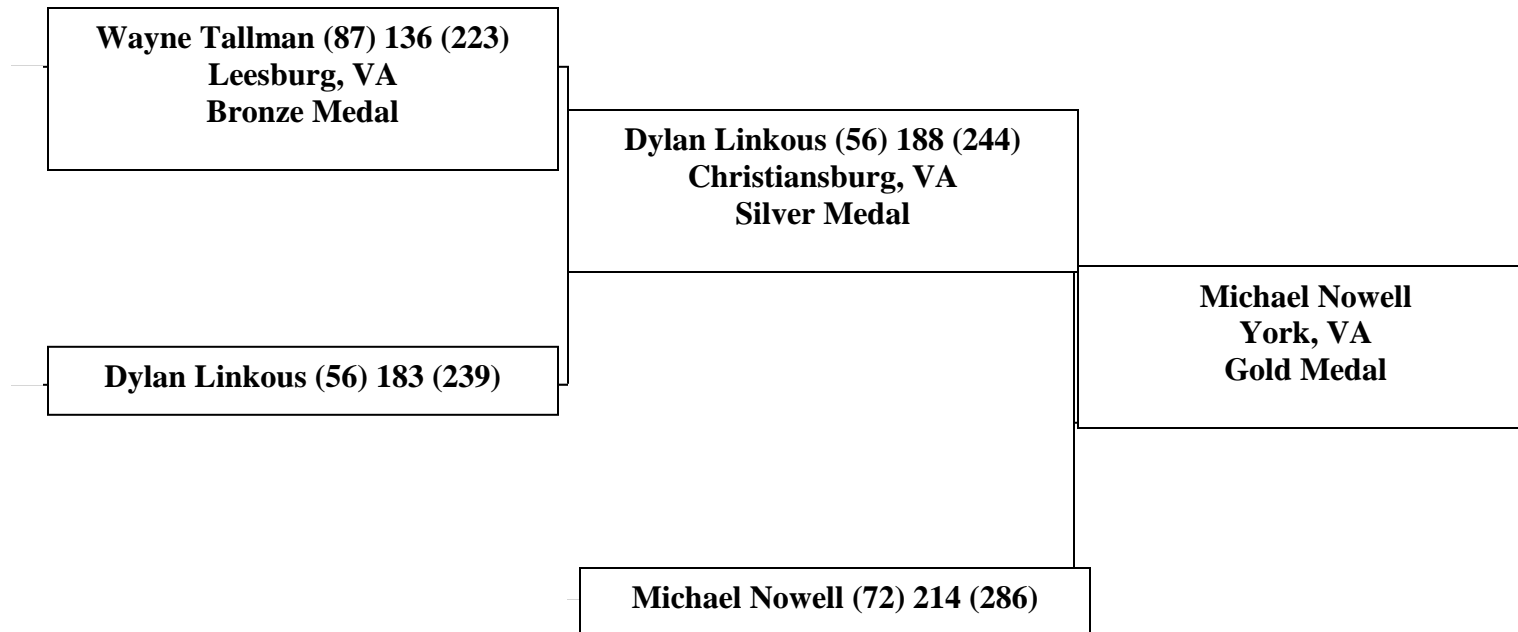 Wayne Tallman (87) 136 (223)
Leesburg, VA
Bronze Medal
Dylan Linkous (56) 183 (239)
Dylan Linkous (56) 188 (244)
Christiansburg, VA
Silver Medal
Michael Nowell (72) 214 (286)
Michael Nowell
York, VA
Gold Medal